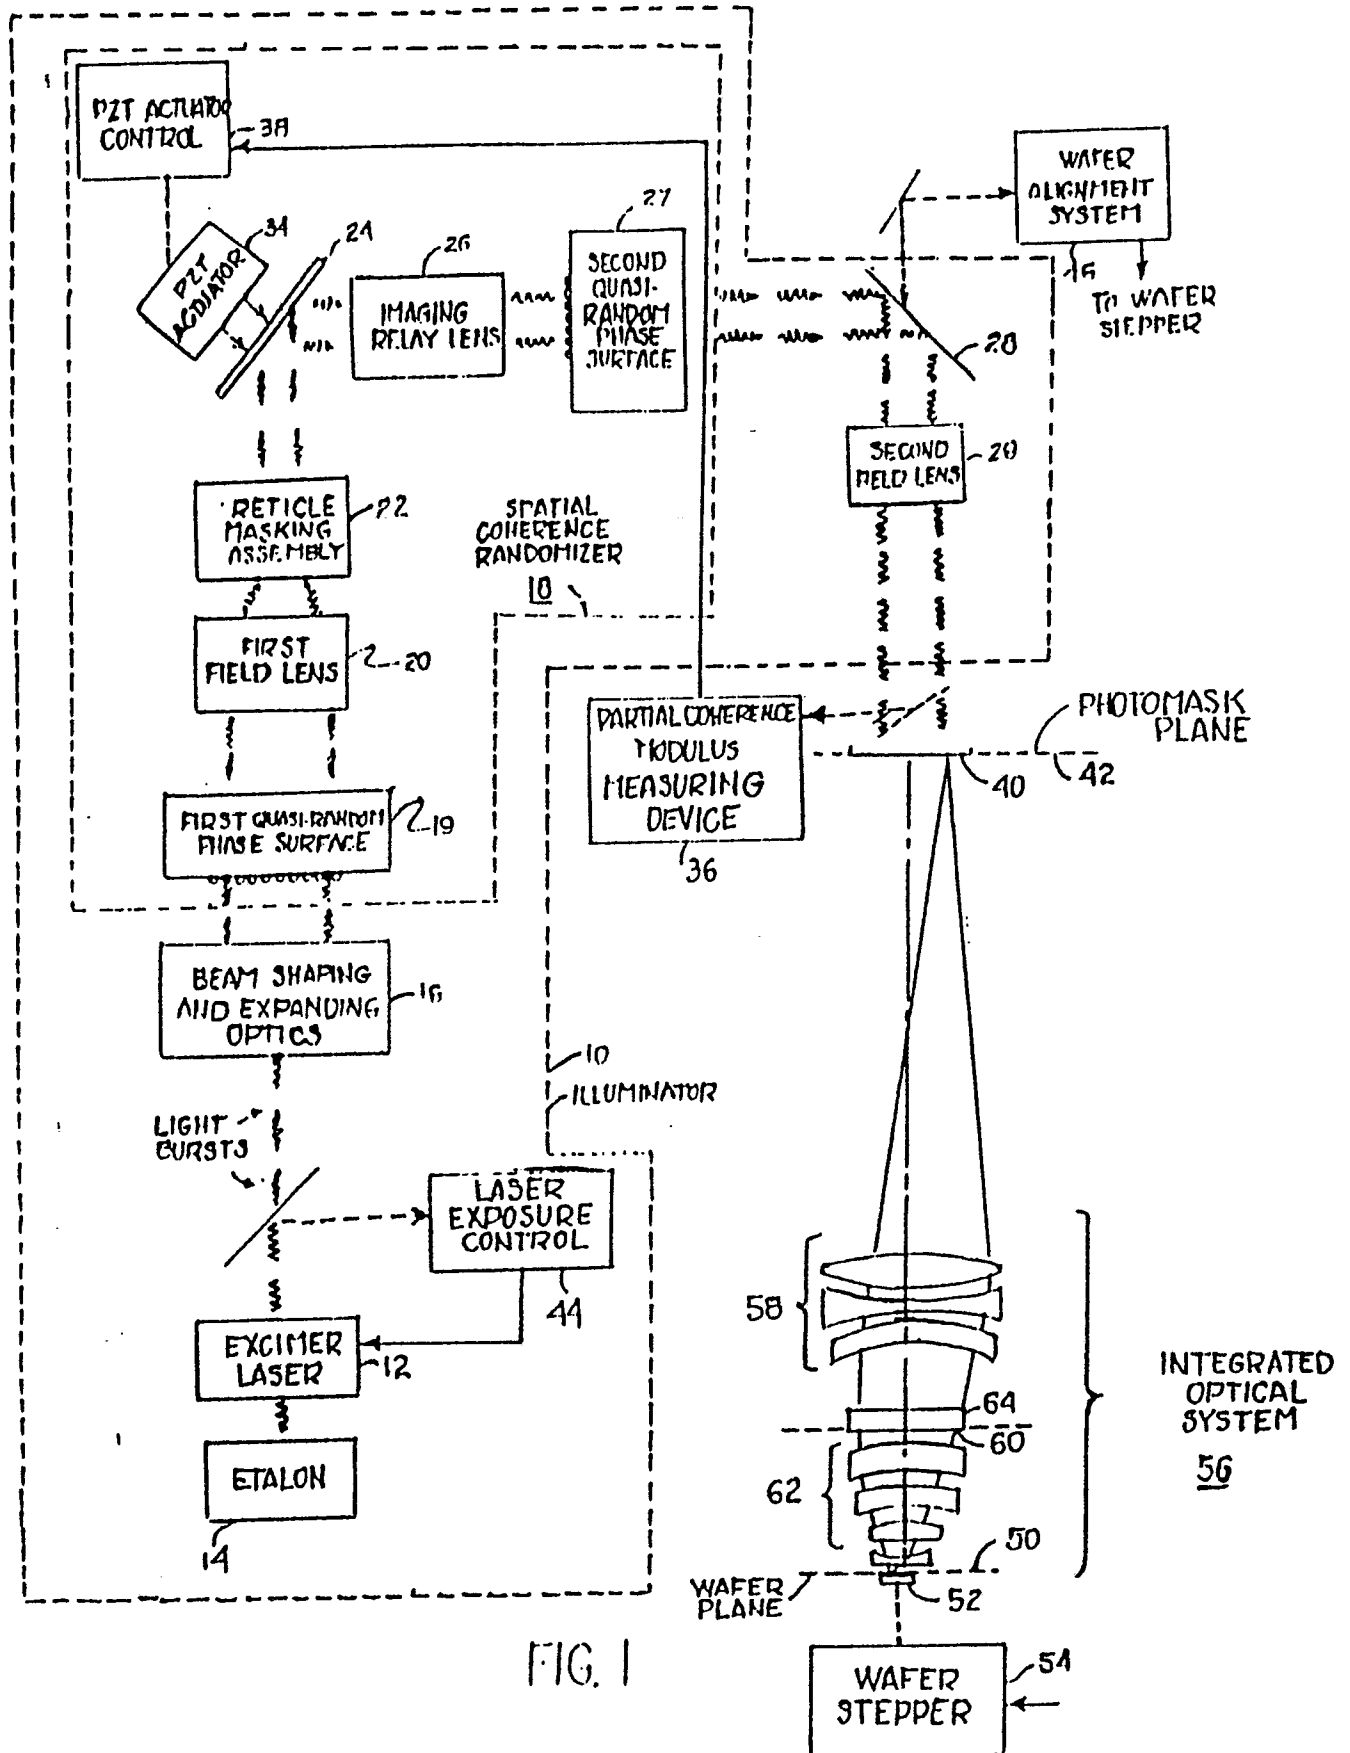 PZT ACTUATOR
CONTROL
38
WAFER
ALIGNMENT
SYSTEM
TO WAFER
STEPPER
34
24
PZT
ACTUATOR
26
IMAGING
RELAY LENS
27
SECOND
QUASI-
RANDOM
PHASE
SURFACE
28
SECOND
FIELD LENS
29
RETICLE
MASKING
ASSEMBLY
22
SPATIAL
COHERENCE
RANDOMIZER
18
FIRST
FIELD LENS
20
PARTIAL COHERENCE
MODULUS
MEASURING
DEVICE
36
PHOTOMASK
PLANE
40
42
FIRST QUASI-RANDOM
PHASE SURFACE
19
BEAM SHAPING
AND EXPANDING
OPTICS
16
10
ILLUMINATOR
LIGHT
BURSTS
LASER
EXPOSURE
CONTROL
44
EXCIMER
LASER
12
ETALON
14
58
64
60
62
INTEGRATED
OPTICAL
SYSTEM
56
50
WAFER
PLANE
52
WAFER
STEPPER
54
FIG. 1